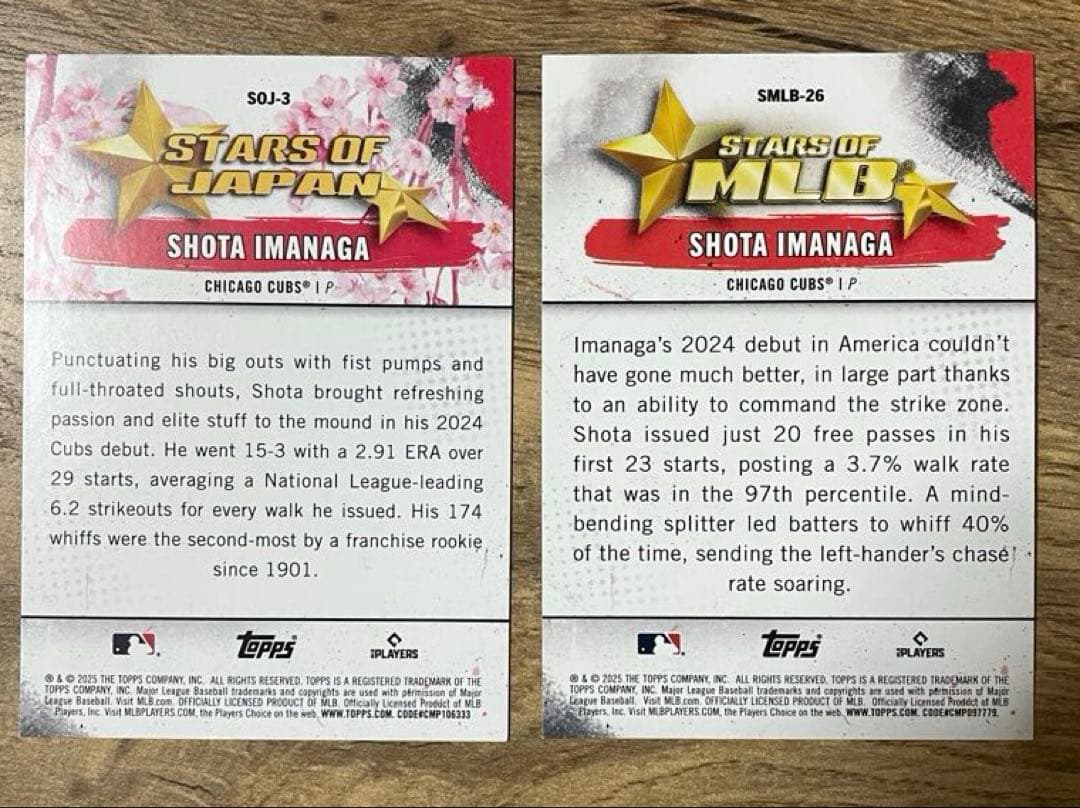 SOJ-3
STARS OF
JAPAN
SHOTA IMANAGA
CHICAGO CUBS® | P
Punctuating his big outs with fist pumps and
full-throated shouts, Shota brought refreshing
passion and elite stuff to the mound in his 2024
Cubs debut. He went 15-3 with a 2.91 ERA over
29 starts, averaging a National League-leading
6.2 strikeouts for every walk he issued. His 174
whiffs were the second-most by a franchise rookie
since 1901.
Topps®
PLAYERS
® & © 2025 THE TOPPS COMPANY, INC. ALL RIGHTS RESERVED. TOPPS IS A REGISTERED TRADEMARK OF THE
TOPPS COMPANY, INC. Major League Baseball trademarks and copyrights are used with permission of Major
League Baseball. Visit MLB.com. OFFICIALLY LICENSED PRODUCT OF MLB. Officially Licensed Product of MLB
Players, Inc. Visit MLBPLAYERS.COM, the Players Choice on the web. WWW.TOPPS.COM. CODE#CMP106333
SMLB-26
STARS OF
MLB®
SHOTA IMANAGA
CHICAGO CUBS® | P
Imanaga's 2024 debut in America couldn't
have gone much better, in large part thanks
to an ability to command the strike zone.
Shota issued just 20 free passes in his
first 23 starts, posting a 3.7% walk rate
that was in the 97th percentile. A mind-
bending splitter led batters to whiff 40%
of the time, sending the left-hander's chase
rate soaring.
Topps®
PLAYERS
® & © 2025 THE TOPPS COMPANY, INC. ALL RIGHTS RESERVED. TOPPS IS A REGISTERED TRADEMARK OF THE
TOPPS COMPANY, INC. Major League Baseball trademarks and copyrights are used with permission of Major
League Baseball. Visit MLB.com. OFFICIALLY LICENSED PRODUCT OF MLB. Officially Licensed Product of MLB
Players, Inc. Visit MLBPLAYERS.COM, the Players Choice on the web. WWW.TOPPS.COM. CODE#CMP097779.